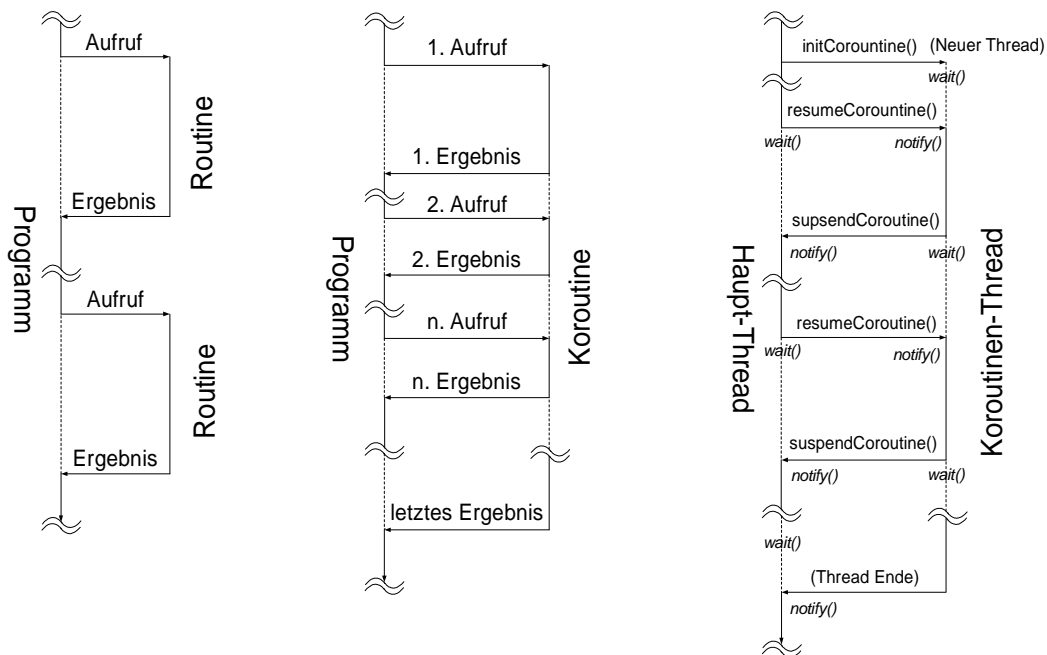 Aufruf
Routine
Ergebnis
Programm
Aufruf
Routine
Ergebnis
1. Aufruf
1. Ergebnis
2. Aufruf
Programm
2. Ergebnis
Koroutine
n. Aufruf
n. Ergebnis
letztes Ergebnis
initCorountine()
(Neuer Thread)
wait()
resumeCorountine()
wait()
notify()
supsendCoroutine()
notify()
wait()
Haupt-Thread
Koroutinen-Thread
resumeCoroutine()
wait()
notify()
suspendCoroutine()
notify()
wait()
wait()
(Thread Ende)
notify()